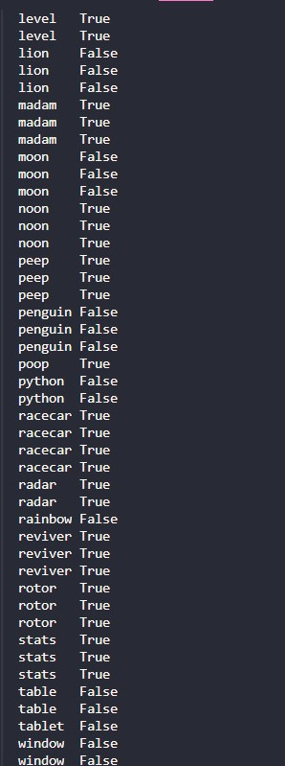 level True
level True
lion False
lion False
lion False
madam True
madam True
madam True
moon False
moon False
moon False
noon True
noon True
noon True
peep True
peep True
peep True
penguin False
penguin False
penguin False
poop True
python False
python False
racecar True
racecar True
racecar True
racecar True
radar True
radar True
rainbow False
reviver True
reviver True
reviver True
rotor True
rotor True
rotor True
stats True
stats True
stats True
table False
table False
tablet False
window False
window False